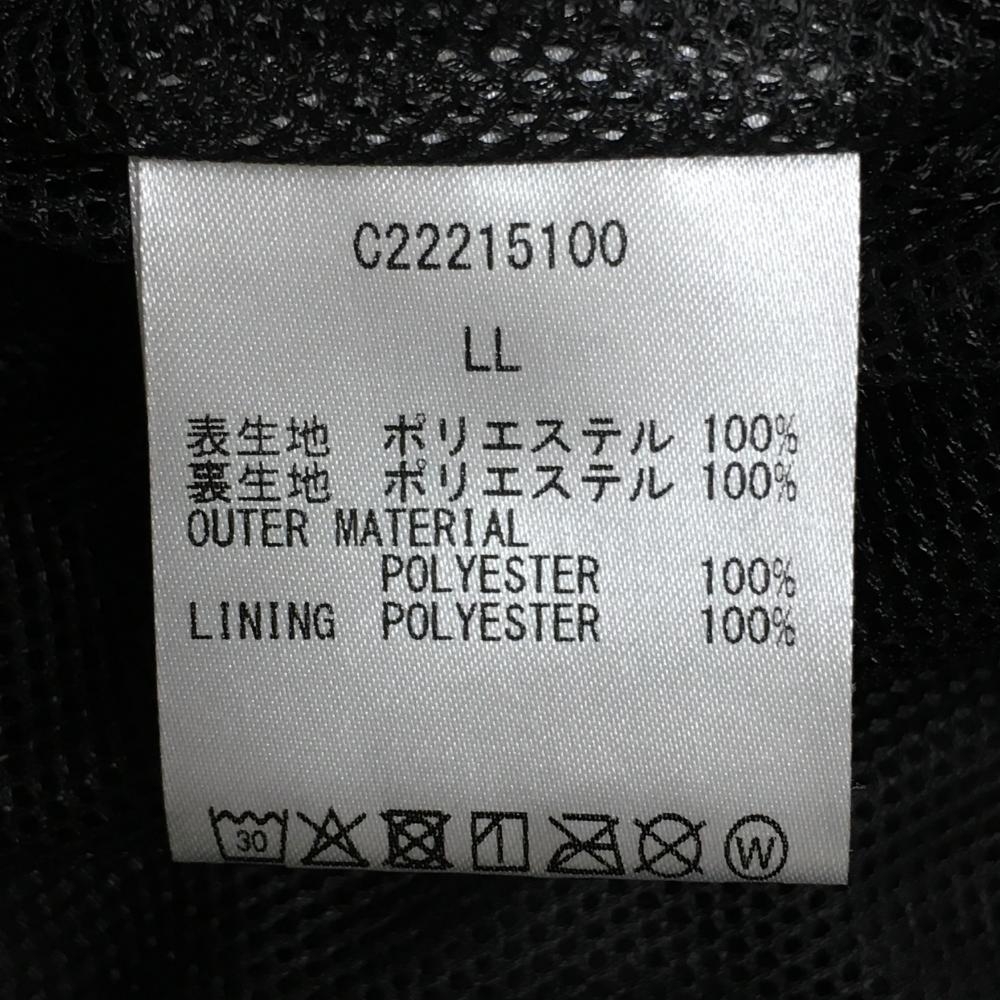 C22215100
LL
表生地 ポリエステル 100%
裏生地 ポリエステル 100%
OUTER MATERIAL
POLYESTER 100%
LINING POLYESTER 100%
30 W